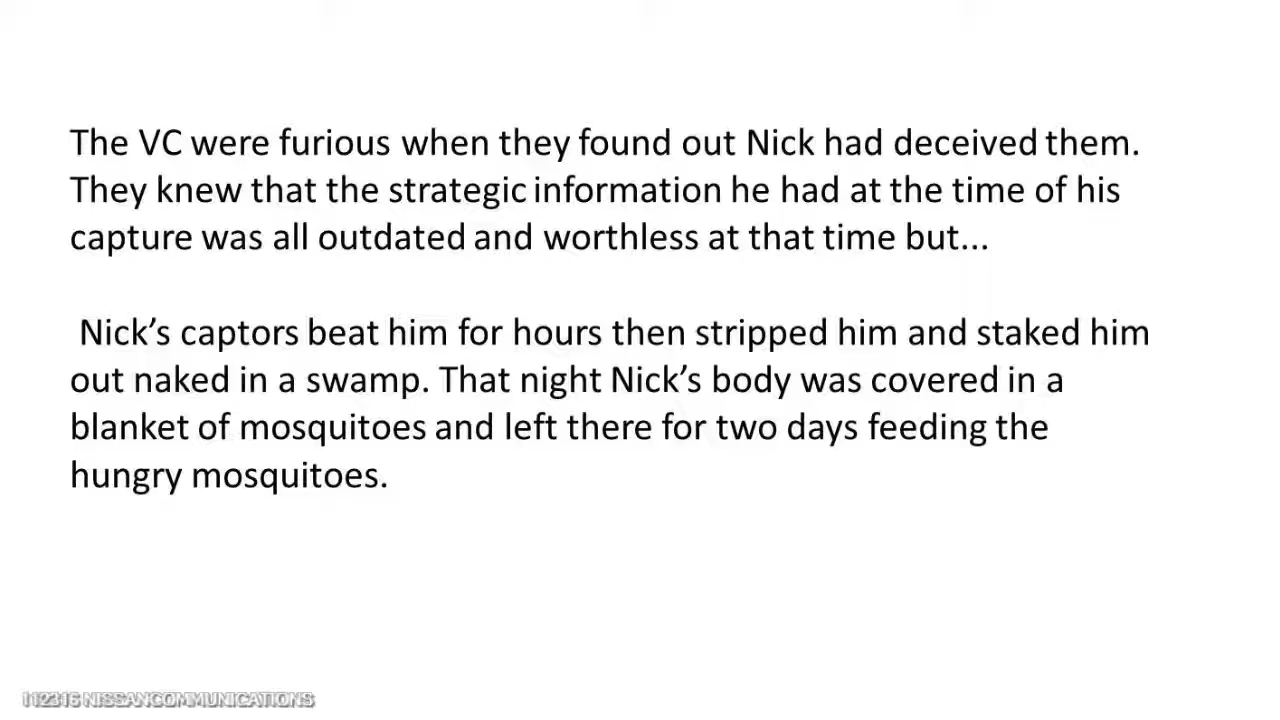 The VC were furious when they found out Nick had deceived them.
They knew that the strategic information he had at the time of his
capture was all outdated and worthless at that time but...
Nick’s captors beat him for hours then stripped him and staked him
out naked in a swamp. That night Nick’s body was covered in a
blanket of mosquitoes and left there for two days feeding the
hungry mosquitoes.
112316 NISSANCOMMUNICATIONS